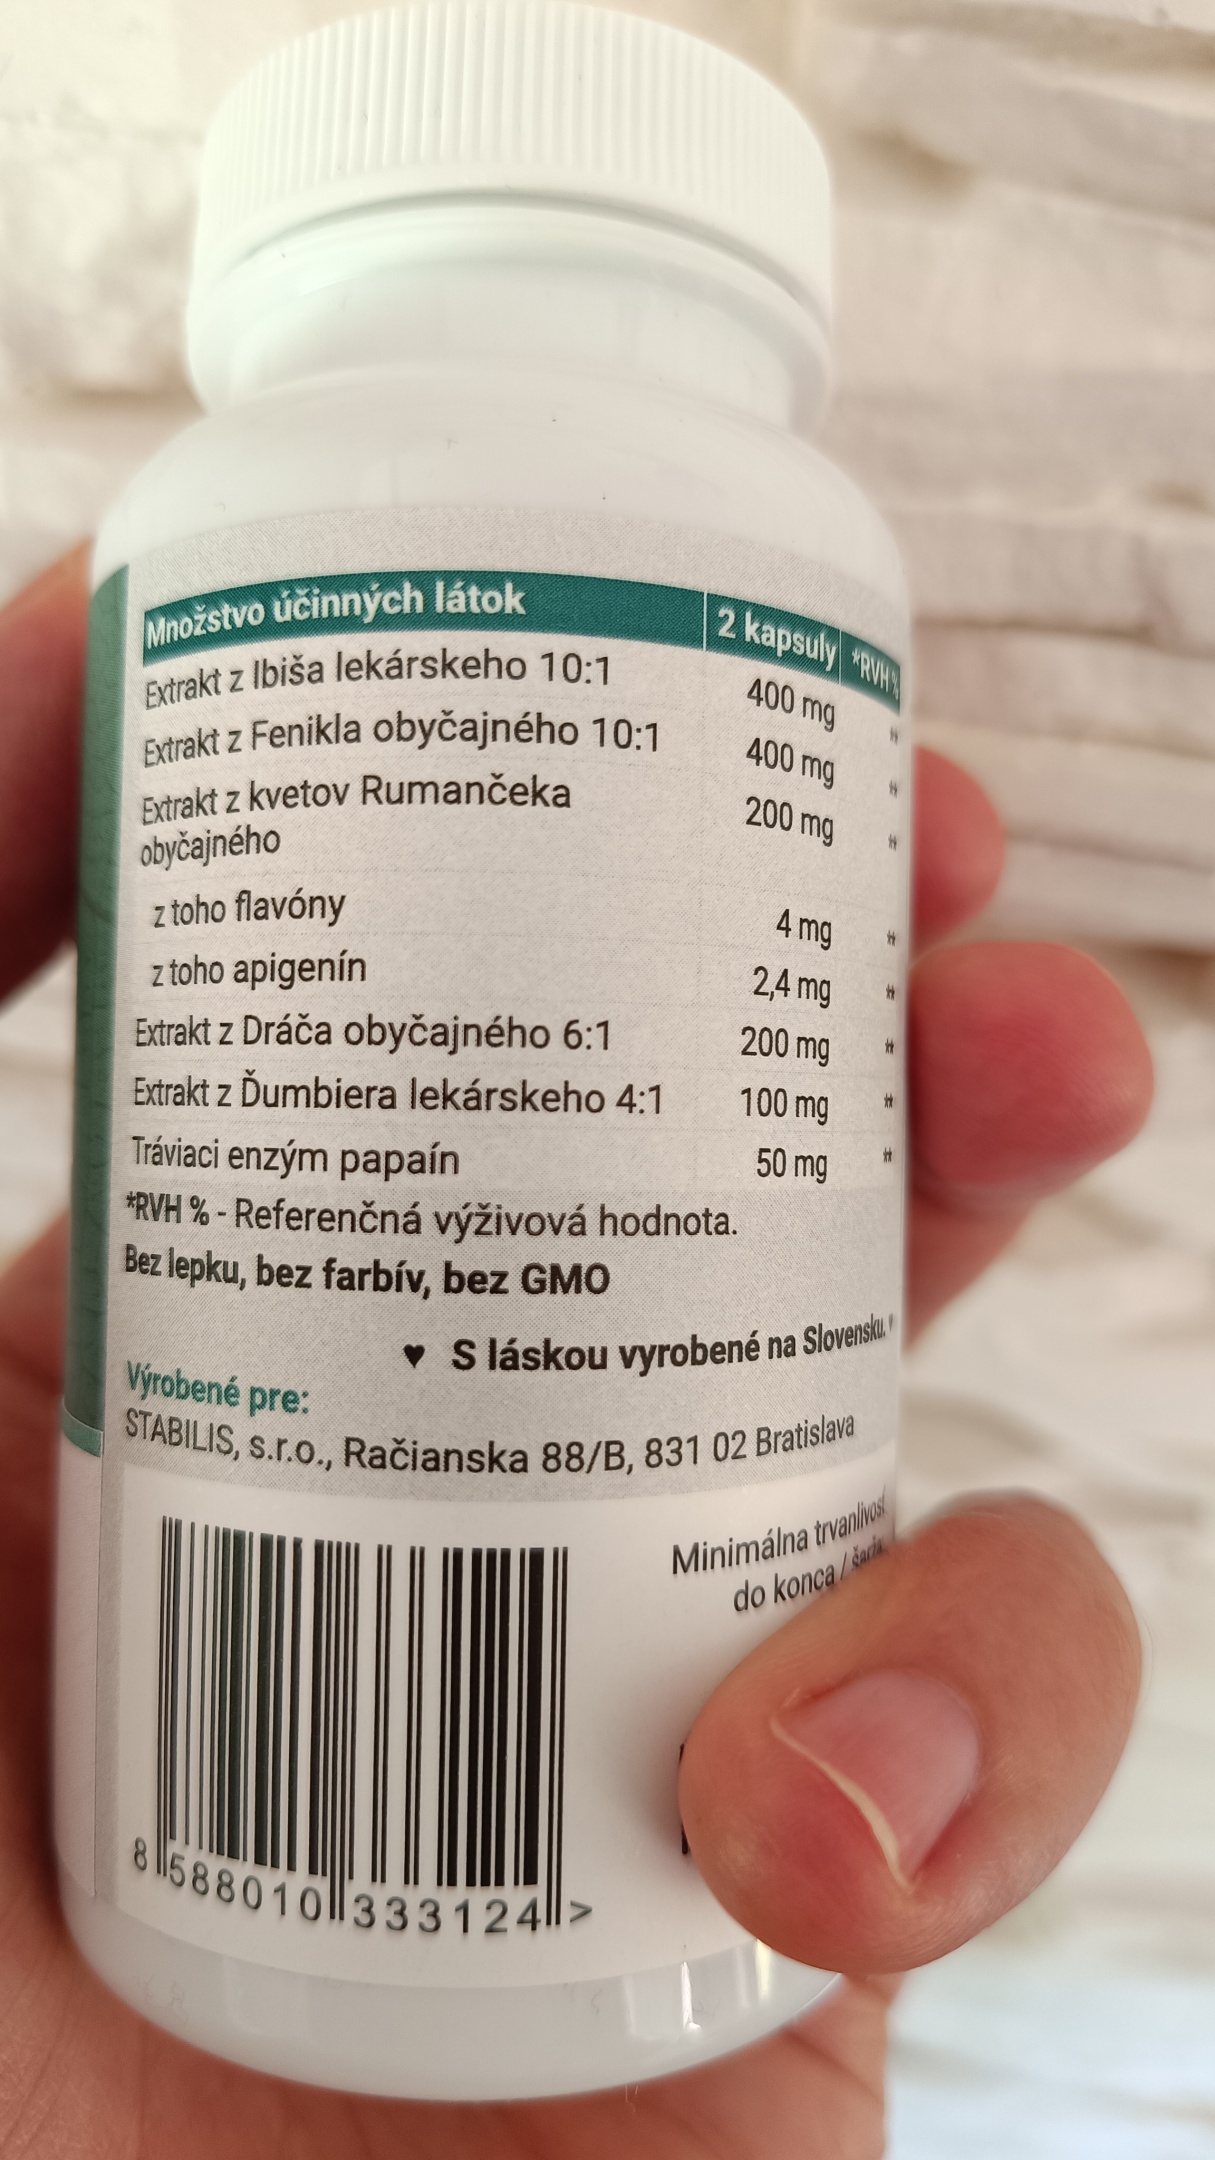 Množstvo účinných látok 2 kapsuly *RVH %
Extrakt z Ibiša lekárskeho 10:1 400 mg **
Extrakt z Fenikla obyčajného 10:1 400 mg **
Extrakt z kvetov Rumančeka 200 mg **
obyčajného
z toho flavóny 4 mg **
z toho apigenín 2,4 mg **
Extrakt z Dráča obyčajného 6:1 200 mg **
Extrakt z Ďumbiera lekárskeho 4:1 100 mg **
Tráviaci enzým papaín 50 mg **
*RVH % - Referenčná výživová hodnota.
Bez lepku, bez farbív, bez GMO
♥ S láskou vyrobené na Slovensku.
Výrobené pre:
STABILIS, s.r.o., Račianska 88/B, 831 02 Bratislava
Minimálna trvanlivosť
do konca / šarža
8 588010 333124 >